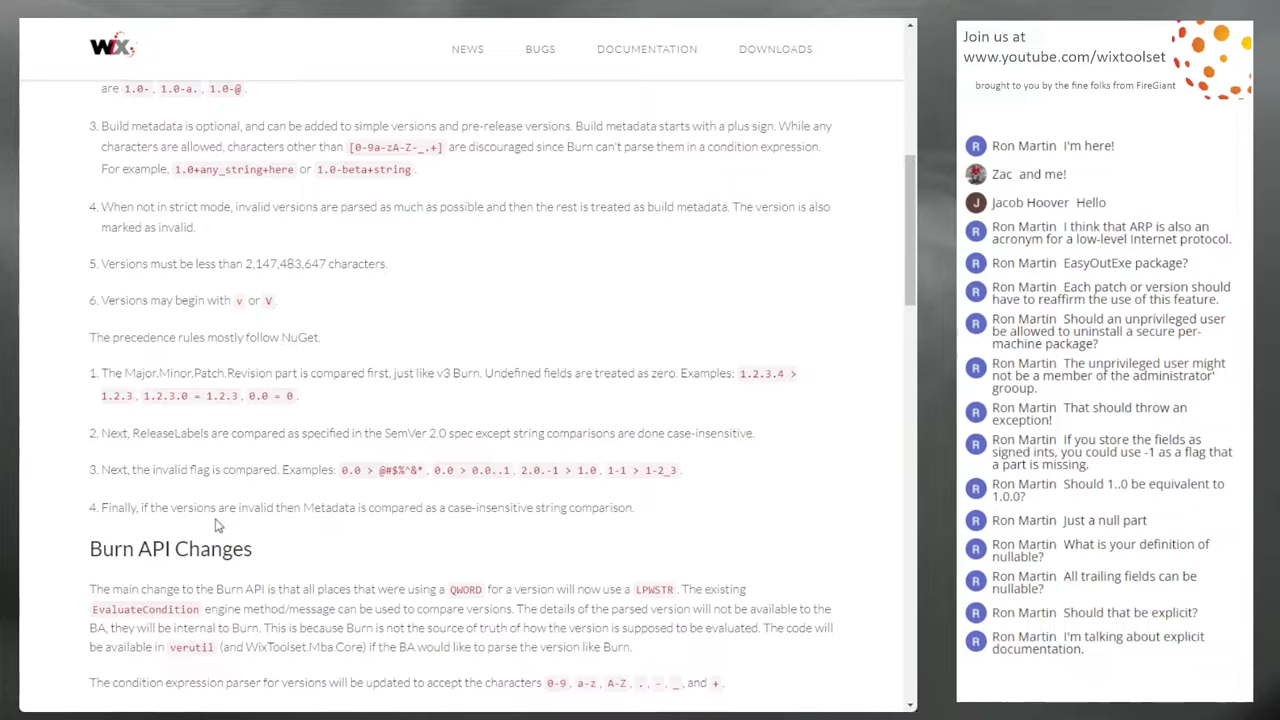 WiX
NEWS BUGS DOCUMENTATION DOWNLOADS
are 1.0-, 1.0-a., 1.0-@.
3. Build metadata is optional, and can be added to simple versions and pre-release versions. Build metadata starts with a plus sign. While any
characters are allowed, characters other than [0-9a-zA-Z-_.+] are discouraged since Burn can't parse them in a condition expression.
For example, 1.0+any_string+here or 1.0-beta+string.
4. When not in strict mode, invalid versions are parsed as much as possible and then the rest is treated as build metadata. The version is also
marked as invalid.
5. Versions must be less than 2,147,483,647 characters.
6. Versions may begin with v or V.
The precedence rules mostly follow NuGet.
1. The Major.Minor.Patch.Revision part is compared first, just like v3 Burn. Undefined fields are treated as zero. Examples: 1.2.3.4 >
1.2.3, 1.2.3.0 = 1.2.3, 0.0 = 0.
2. Next, ReleaseLabels are compared as specified in the SemVer 2.0 spec except string comparisons are done case-insensitive.
3. Next, the invalid flag is compared. Examples: 0.0 > @#$%^&*, 0.0 > 0.0..1, 2.0.-1 > 1.0, 1-1 > 1-2_3.
4. Finally, if the versions are invalid then Metadata is compared as a case-insensitive string comparison.
Burn API Changes
The main change to the Burn API is that all places that were using a QWORD for a version will now use a LPWSTR. The existing
EvaluateCondition engine method/message can be used to compare versions. The details of the parsed version will not be available to the
BA, they will be internal to Burn. This is because Burn is not the source of truth of how the version is supposed to be evaluated. The code will
be available in verutil (and WixToolset.Mba.Core) if the BA would like to parse the version like Burn.
The condition expression parser for versions will be updated to accept the characters 0-9, a-z, A-Z, ., -, _, and +.
Join us at
www.youtube.com/wixtoolset
brought to you by the fine folks from FireGiant
R Ron Martin I'm here!
Zac and me!
J Jacob Hoover Hello
R Ron Martin I think that ARP is also an
acronym for a low-level Internet protocol.
R Ron Martin EasyOutExe package?
R Ron Martin Each patch or version should
have to reaffirm the use of this feature.
R Ron Martin Should an unprivileged user
be allowed to uninstall a secure per-
machine package?
R Ron Martin The unprivileged user might
not be a member of the administrator'
grooup.
R Ron Martin That should throw an
exception!
R Ron Martin If you store the fields as
signed ints, you could use -1 as a flag that
a part is missing.
R Ron Martin Should 1..0 be equivalent to
1.0.0?
R Ron Martin Just a null part
R Ron Martin What is your definition of
nullable?
R Ron Martin All trailing fields can be
nullable?
R Ron Martin Should that be explicit?
R Ron Martin I'm talking about explicit
documentation.